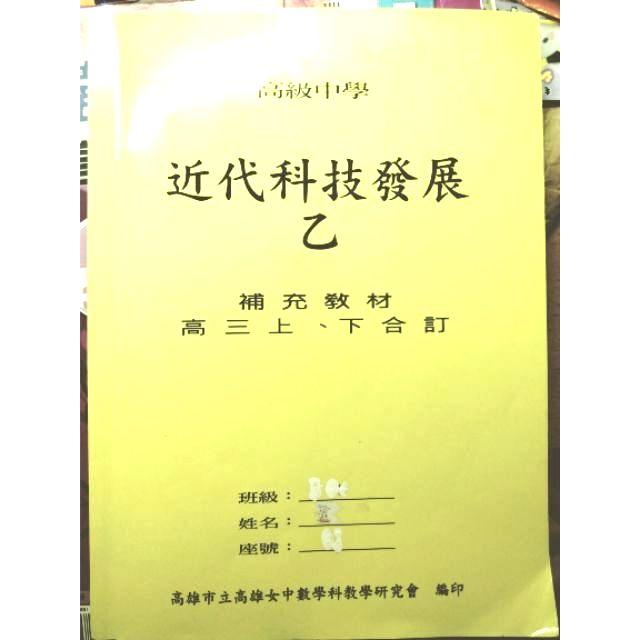 高級中學
近代科技發展
乙
補充教材
高三上、下合訂
班級：
姓名：
座號：
高雄市立高雄女中數學科教學研究會 編印